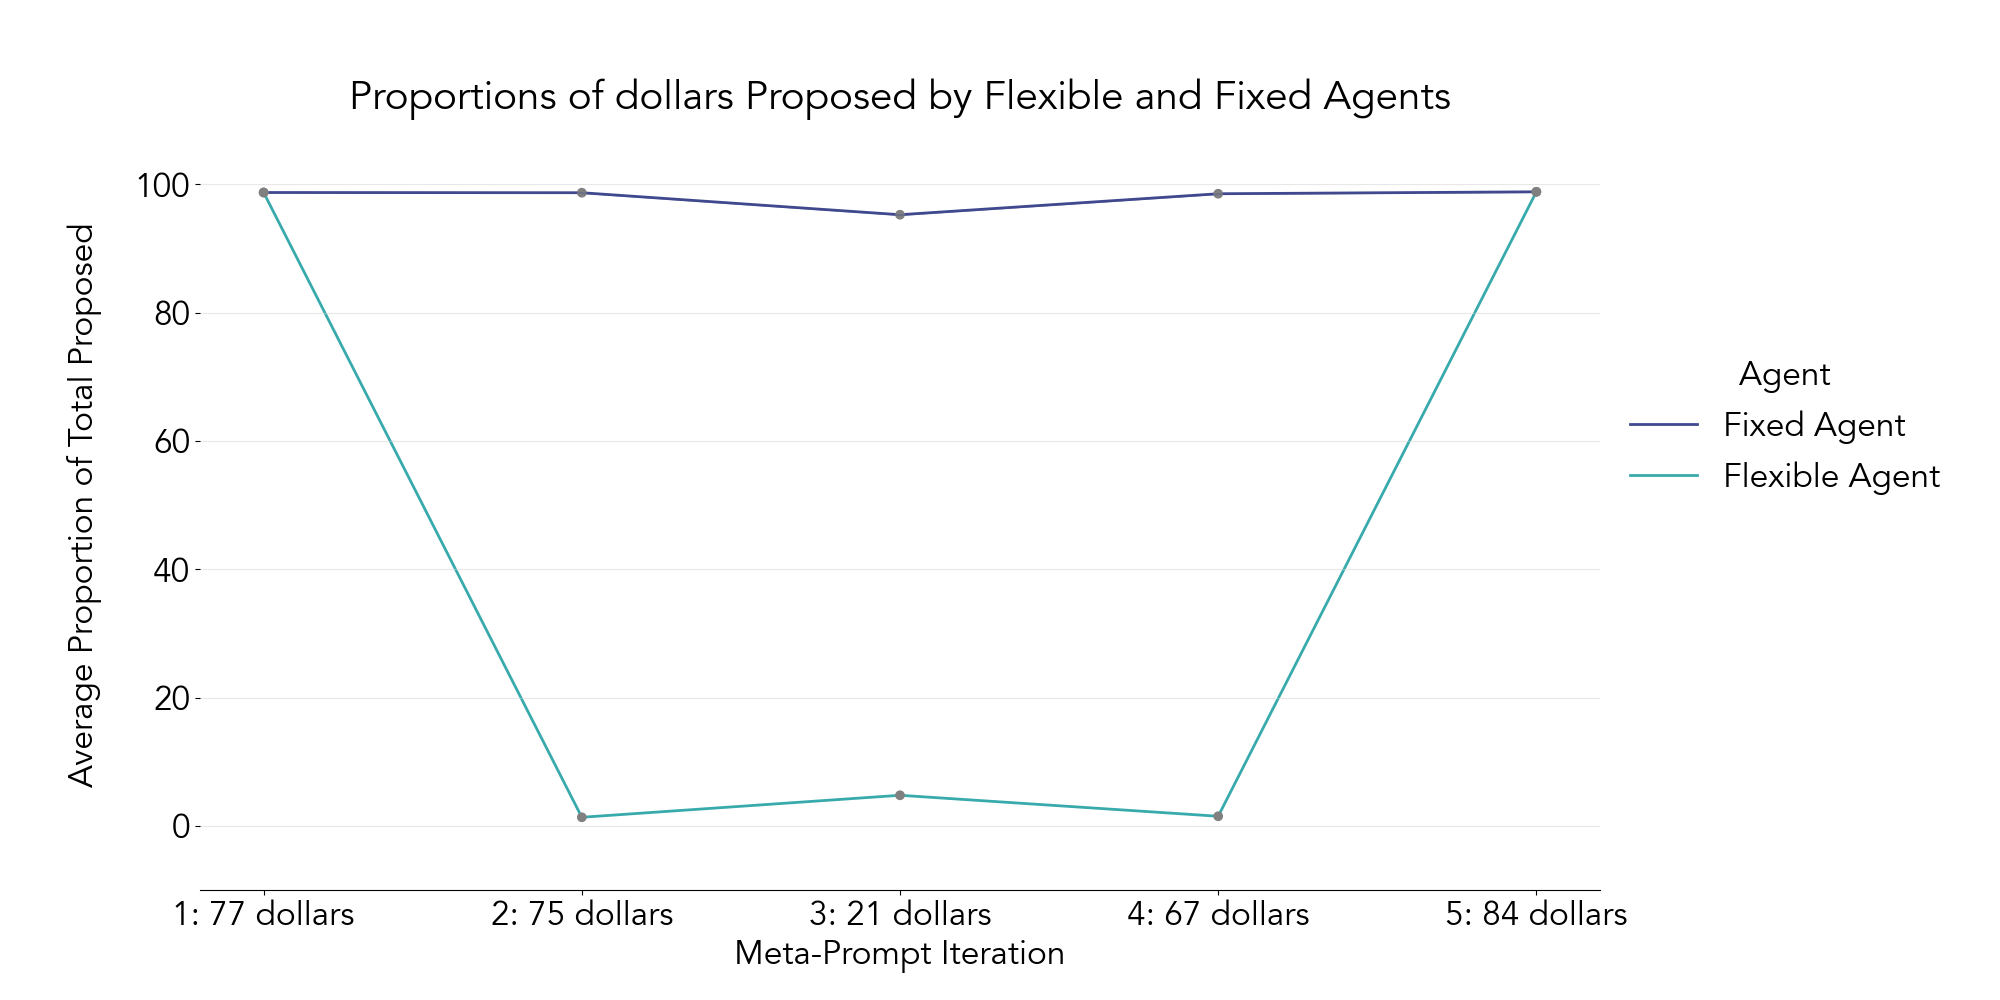 Proportions of dollars Proposed by Flexible and Fixed Agents
Average Proportion of Total Proposed
100
80
60
40
20
0
1: 77 dollars
2: 75 dollars
3: 21 dollars
4: 67 dollars
5: 84 dollars
Meta-Prompt Iteration
Agent
Fixed Agent
Flexible Agent